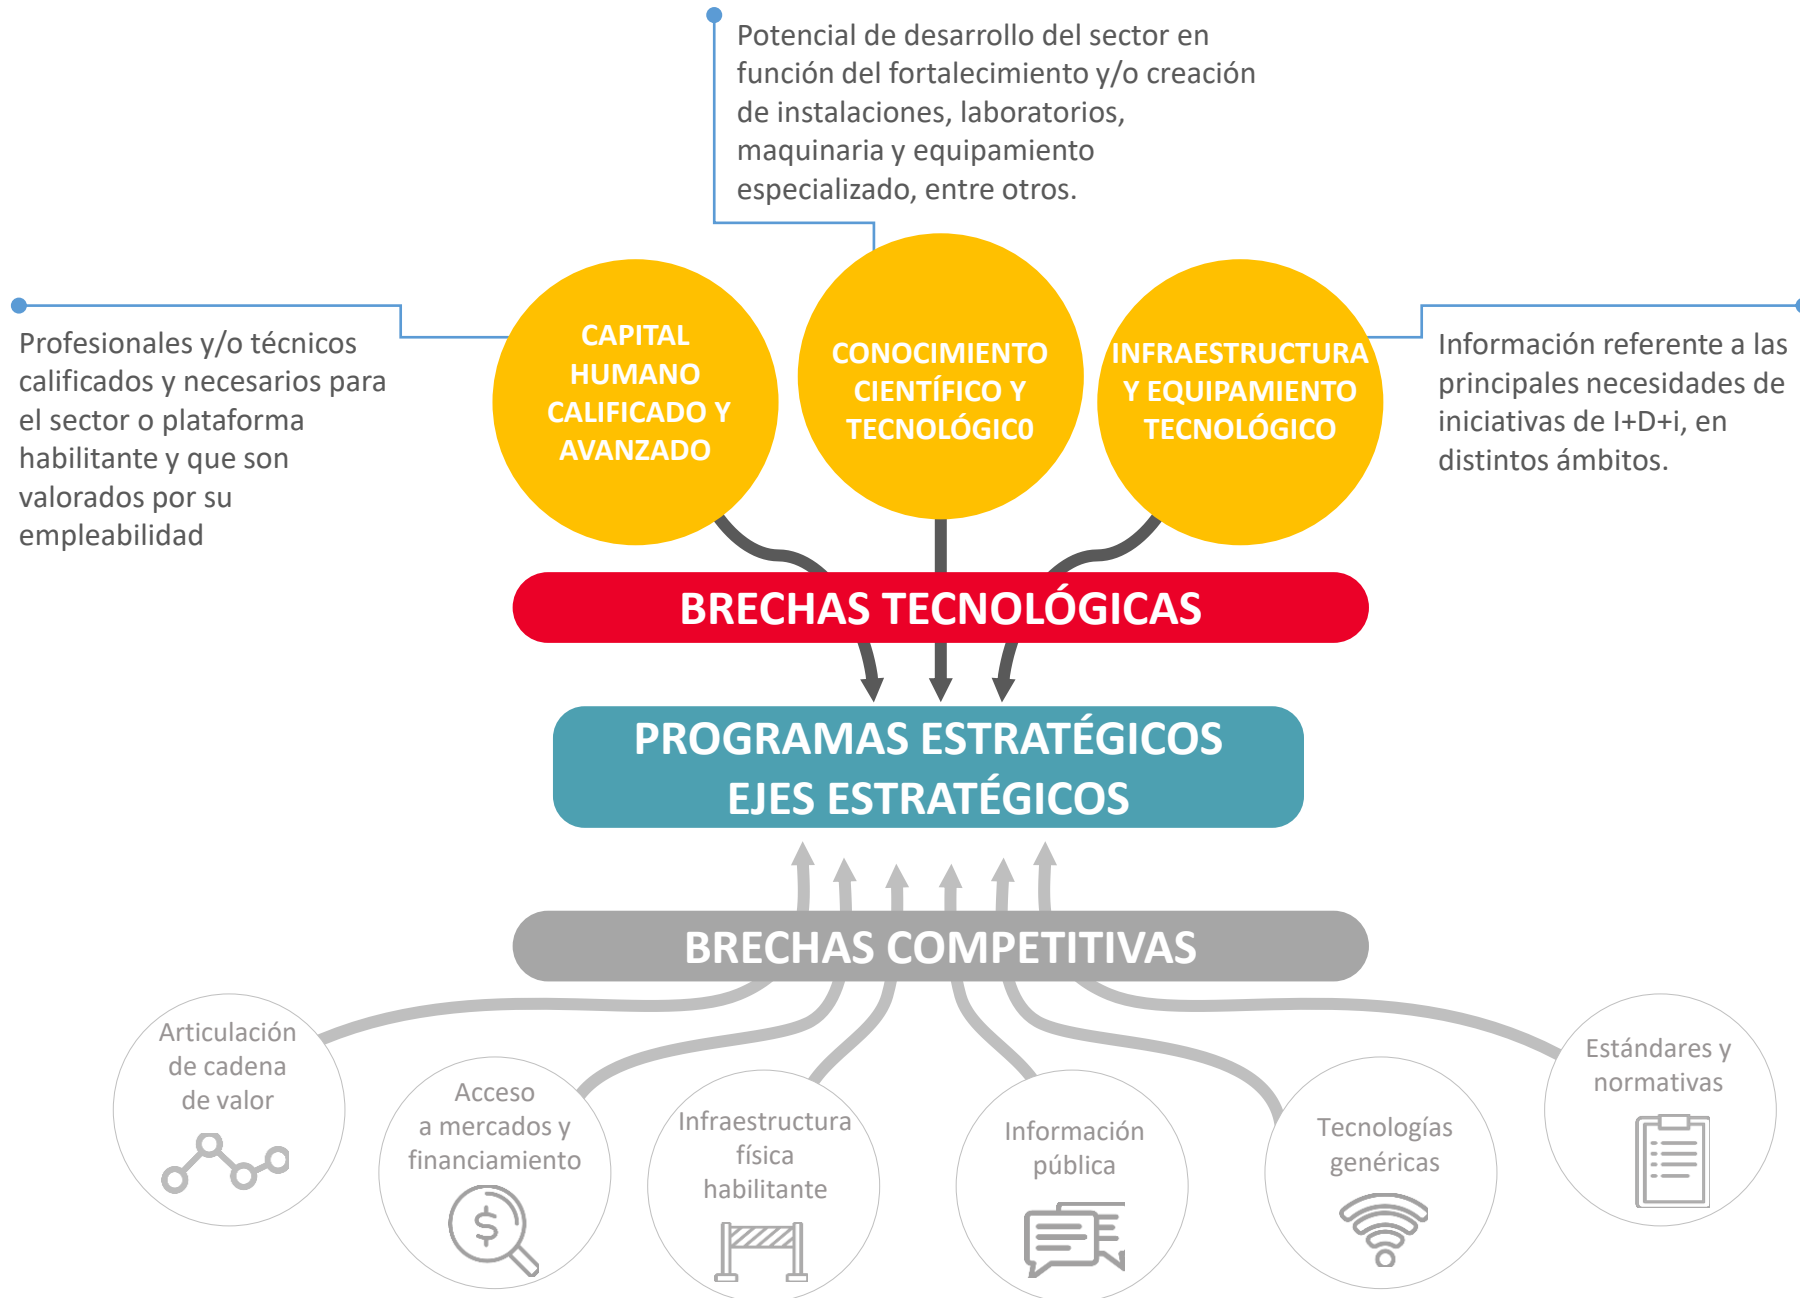 Potencial de desarrollo del sector en
función del fortalecimiento y/o creación
de instalaciones, laboratorios,
maquinaria y equipamiento
especializado, entre otros.
Profesionales y/o técnicos
calificados y necesarios para
el sector o plataforma
habilitante y que son
valorados por su
empleabilidad
CAPITAL
HUMANO
CALIFICADO Y
AVANZADO
CONOCIMIENTO
CIENTÍFICO Y
TECNOLÓGIC0
INFRAESTRUCTURA
Y EQUIPAMIENTO
TECNOLÓGICO
Información referente a las
principales necesidades de
iniciativas de I+D+i, en
distintos ámbitos.
BRECHAS TECNOLÓGICAS
PROGRAMAS ESTRATÉGICOS
EJES ESTRATÉGICOS
BRECHAS COMPETITIVAS
Articulación
de cadena
de valor
Acceso
a mercados y
financiamiento
$
Infraestructura
física
habilitante
Información
pública
Tecnologías
genéricas
Estándares y
normativas